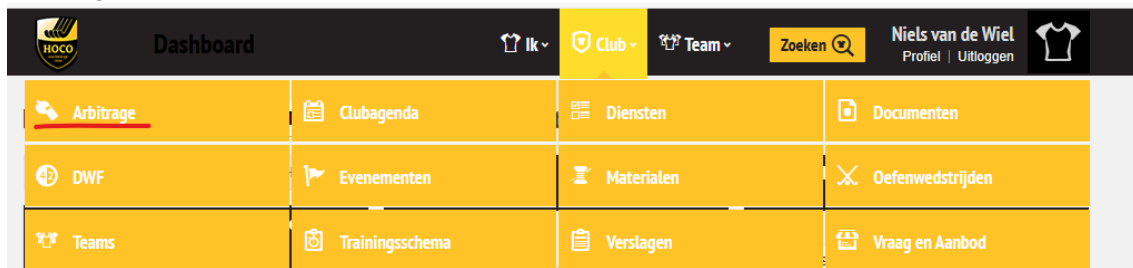 HOCO
Dashboard
Ik
Club
Team
Zoeken
Niels van de Wiel
Profiel | Uitloggen
Arbitrage
Clubagenda
Diensten
Documenten
DWF
Evenementen
Materialen
Oefenwedstrijden
Teams
Trainingsschema
Verslagen
Vraag en Aanbod